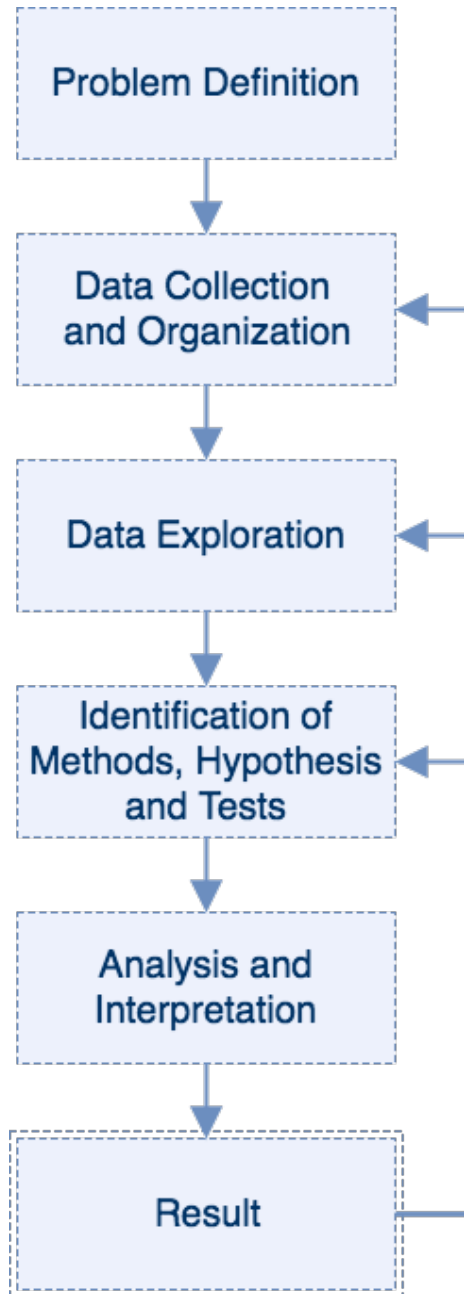 Problem Definition
Data Collection
and Organization
Data Exploration
Identification of
Methods, Hypothesis
and Tests
Analysis and
Interpretation
Result